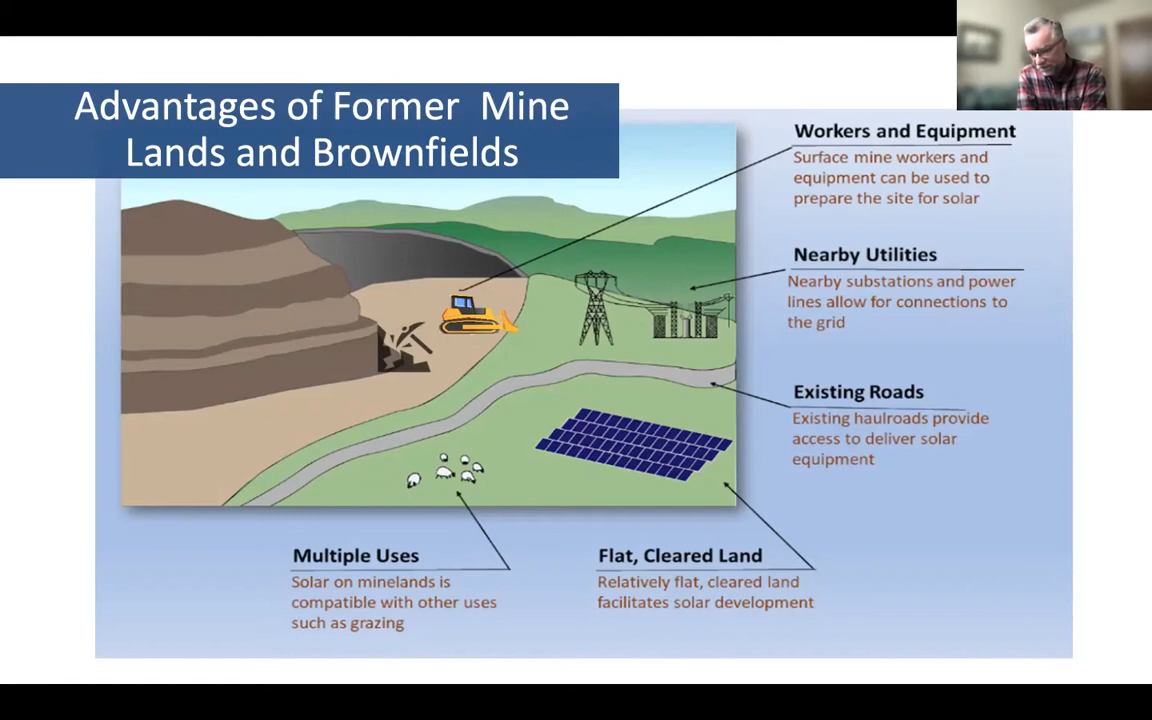 Advantages of Former Mine
Lands and Brownfields
Workers and Equipment
Surface mine workers and
equipment can be used to
prepare the site for solar
Nearby Utilities
Nearby substations and power
lines allow for connections to
the grid
Existing Roads
Existing haulroads provide
access to deliver solar
equipment
Multiple Uses
Solar on minelands is
compatible with other uses
such as grazing
Flat, Cleared Land
Relatively flat, cleared land
facilitates solar development